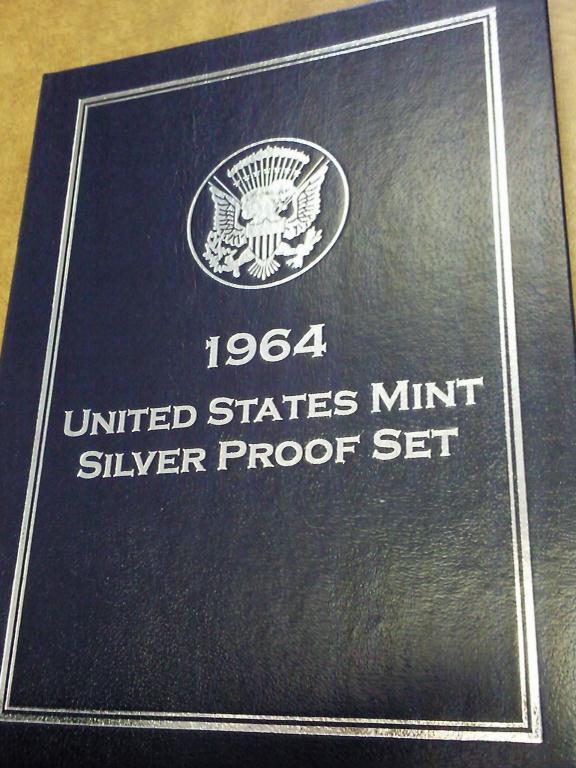 1964
UNITED STATES MINT
SILVER PROOF SET